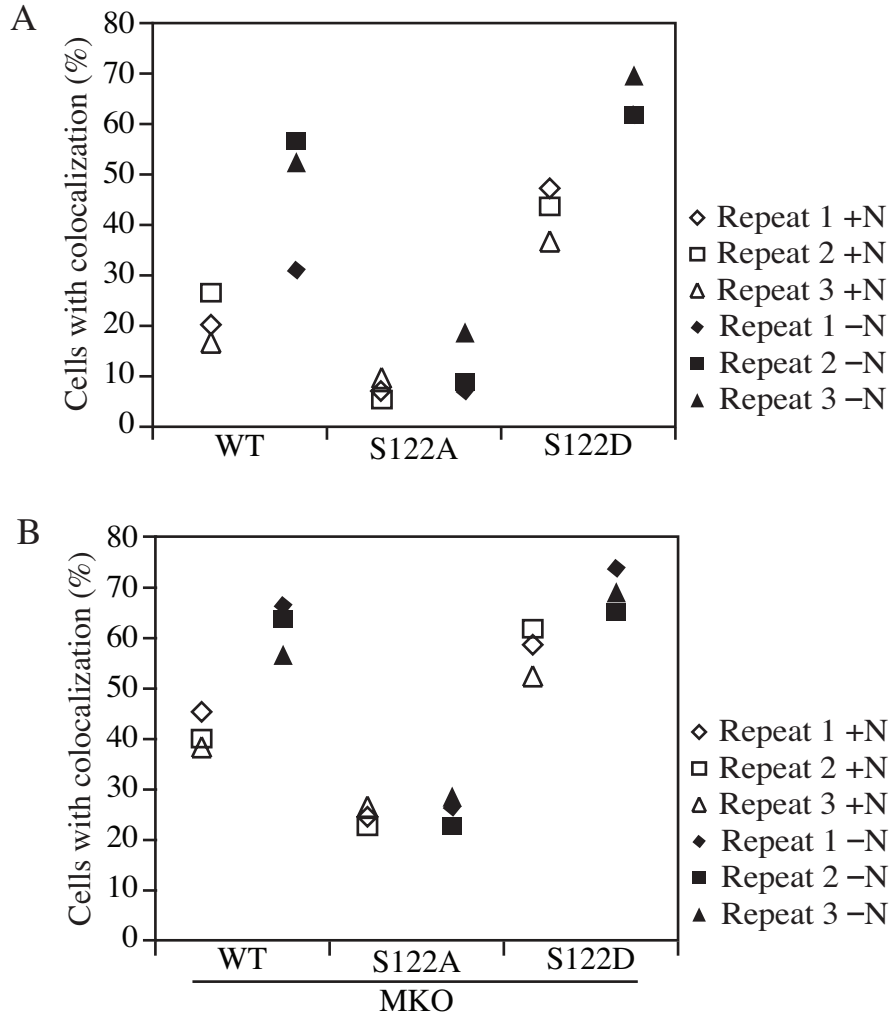 A
Cells with colocalization (%)
80
70
60
50
40
30
20
10
0
WT
S122A
S122D
Repeat 1 +N
Repeat 2 +N
Repeat 3 +N
Repeat 1 −N
Repeat 2 −N
Repeat 3 −N
B
Cells with colocalization (%)
80
70
60
50
40
30
20
10
0
WT
S122A
S122D
MKO
Repeat 1 +N
Repeat 2 +N
Repeat 3 +N
Repeat 1 −N
Repeat 2 −N
Repeat 3 −N